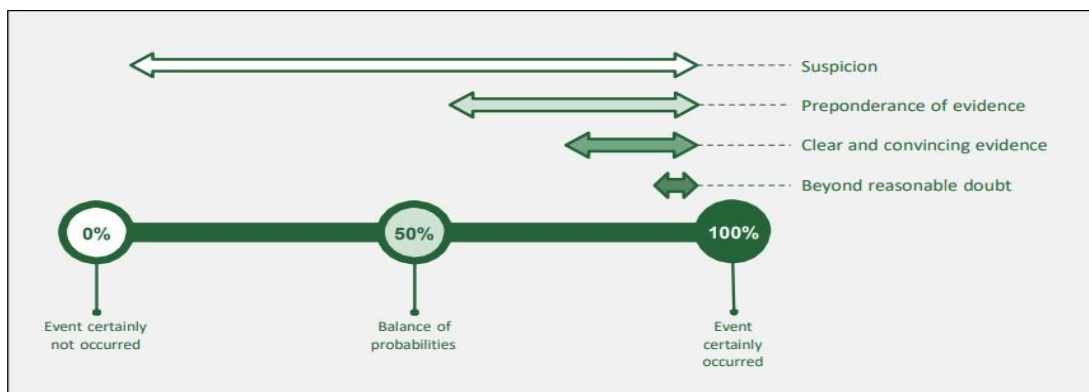 Suspicion
Preponderance of evidence
Clear and convincing evidence
Beyond reasonable doubt
0%
50%
100%
Event certainly
not occurred
Balance of
probabilities
Event
certainly
occurred